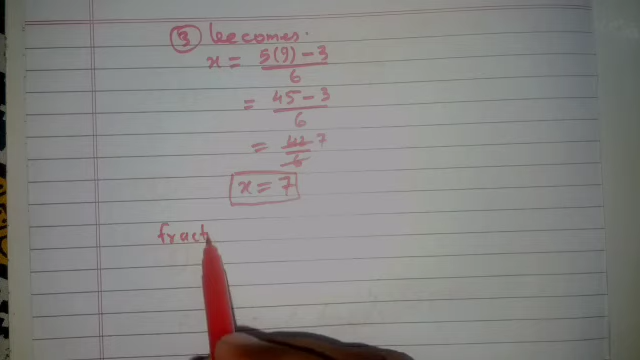 ③ becomes.
x = 5(9) - 3 / 6
= 45 - 3 / 6
= 42 / 6 7
x = 7
fract